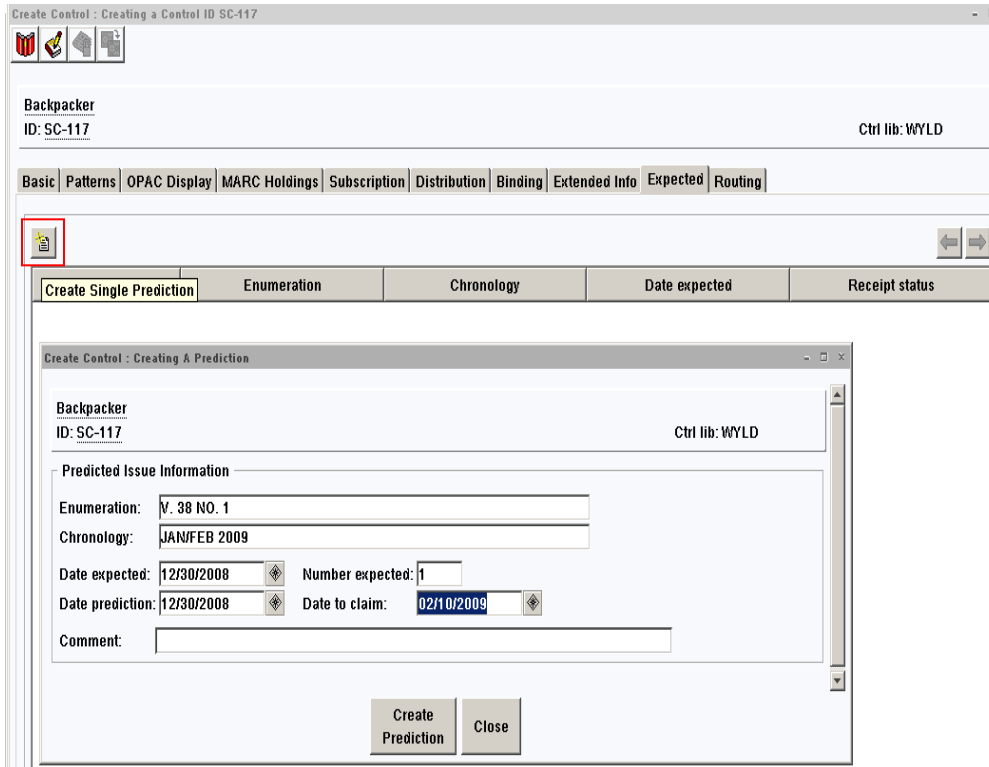 Create Control : Creating a Control ID SC-117
Backpacker
ID: SC-117 Ctrl lib: WYLD
Basic Patterns OPAC Display MARC Holdings Subscription Distribution Binding Extended Info Expected Routing
Create Single Prediction Enumeration Chronology Date expected Receipt status
Create Control : Creating A Prediction
Backpacker
ID: SC-117 Ctrl lib: WYLD
Predicted Issue Information
Enumeration: V. 38 NO. 1
Chronology: JAN/FEB 2009
Date expected: 12/30/2008 Number expected: 1
Date prediction: 12/30/2008 Date to claim: 02/10/2009
Comment:
Create Prediction Close